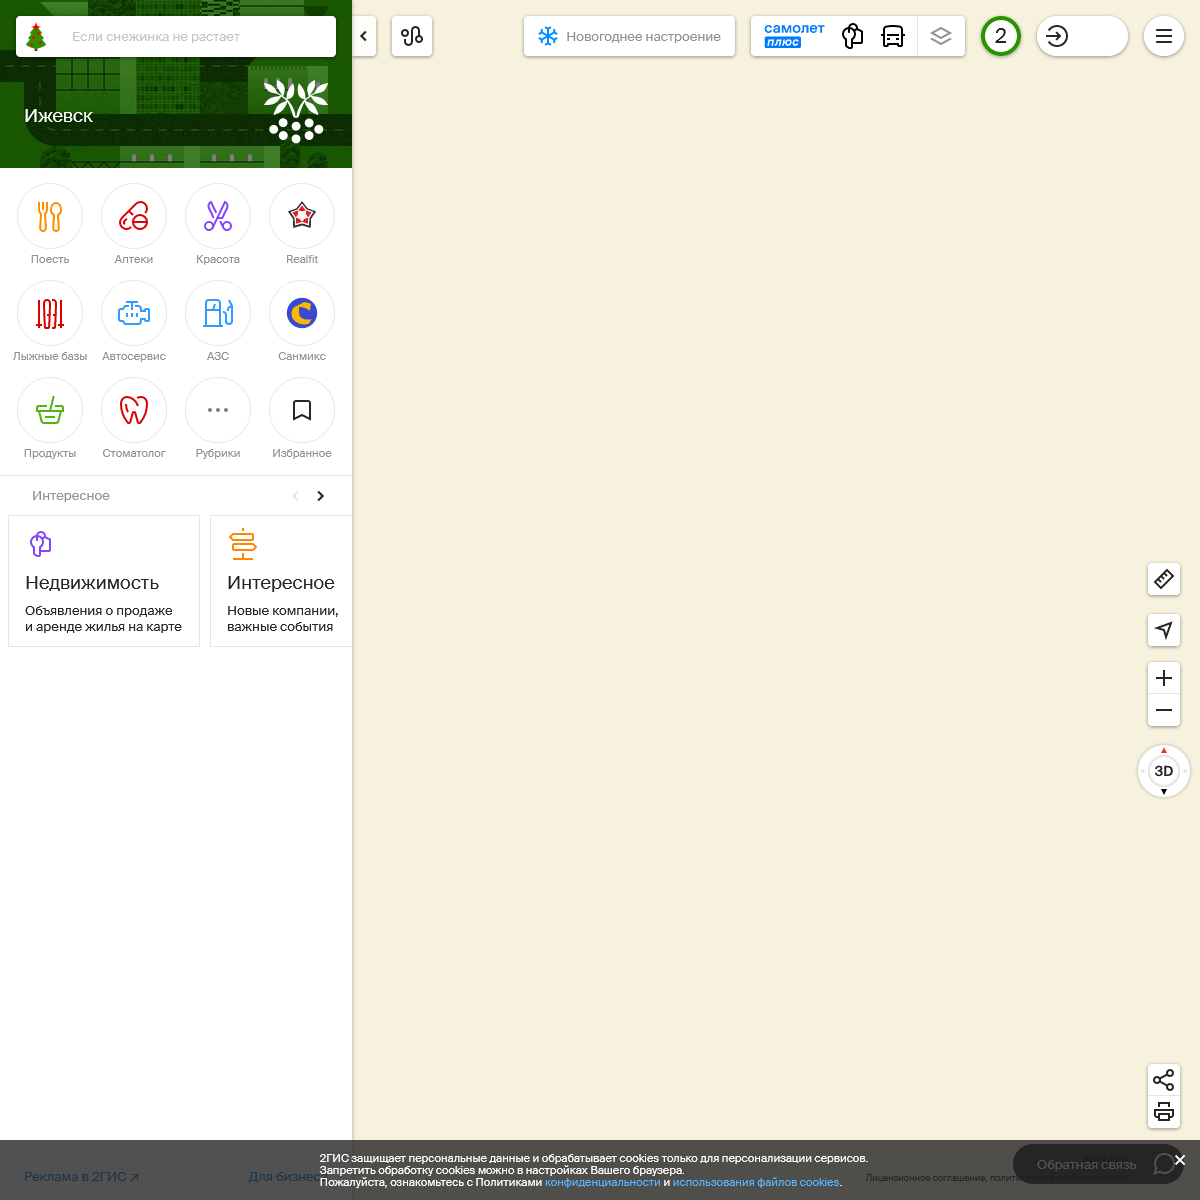 Если снежинка не растает
Новогоднее настроение
самолет
плюс
2
Ижевск
Поесть
Аптеки
Красота
Realfit
Лыжные базы
Автосервис
АЗС
Санмикс
Продукты
Стоматолог
Рубрики
Избранное
Интересное
Недвижимость
Объявления о продаже
и аренде жилья на карте
Интересное
Новые компании,
важные события
3D
2ГИС защищает персональные данные и обрабатывает cookies только для персонализации сервисов.
Запретить обработку cookies можно в настройках Вашего браузера.
Пожалуйста, ознакомьтесь с Политиками конфиденциальности и использования файлов cookies.
Реклама в 2ГИС
Для бизнес
Лицензионное соглашение,
Обратная связь